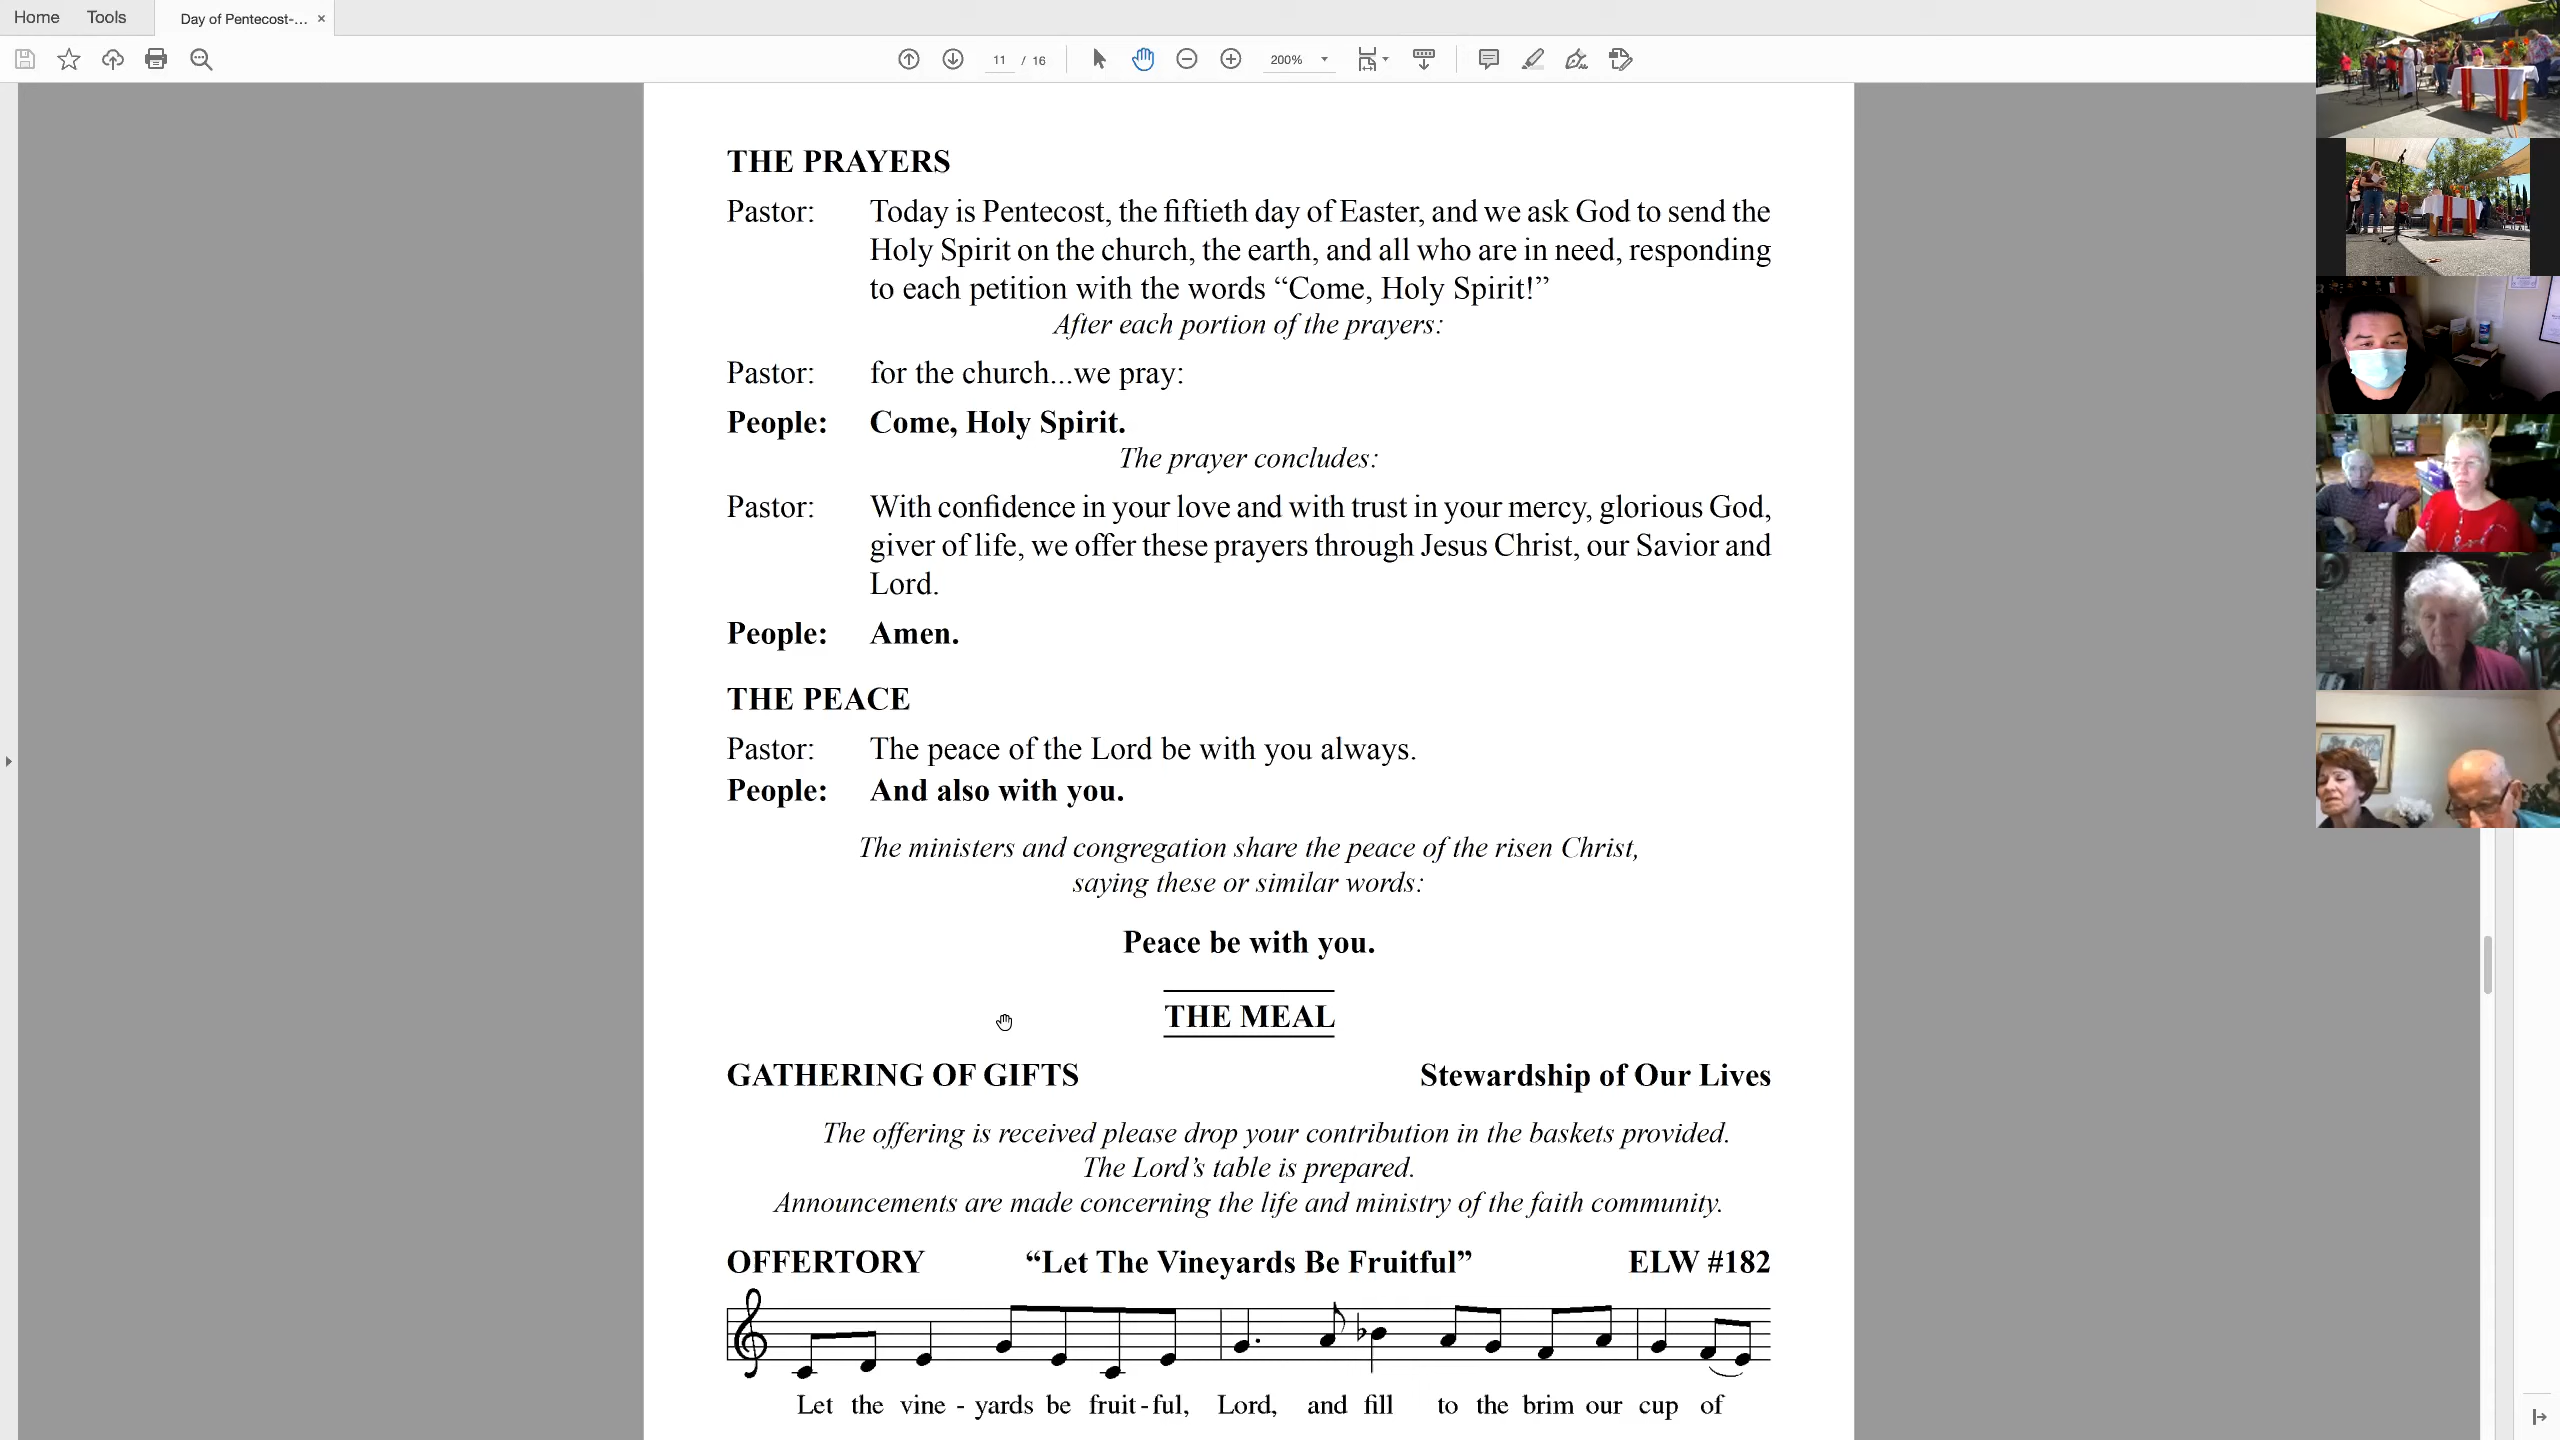 Home Tools Day of Pentecost-... ×
11 / 16 200%
THE PRAYERS
Pastor: Today is Pentecost, the fiftieth day of Easter, and we ask God to send the
Holy Spirit on the church, the earth, and all who are in need, responding
to each petition with the words “Come, Holy Spirit!”
After each portion of the prayers:
Pastor: for the church...we pray:
People: Come, Holy Spirit.
The prayer concludes:
Pastor: With confidence in your love and with trust in your mercy, glorious God,
giver of life, we offer these prayers through Jesus Christ, our Savior and
Lord.
People: Amen.
THE PEACE
Pastor: The peace of the Lord be with you always.
People: And also with you.
The ministers and congregation share the peace of the risen Christ,
saying these or similar words:
Peace be with you.
THE MEAL
GATHERING OF GIFTS Stewardship of Our Lives
The offering is received please drop your contribution in the baskets provided.
The Lord’s table is prepared.
Announcements are made concerning the life and ministry of the faith community.
OFFERTORY “Let The Vineyards Be Fruitful” ELW #182
Let the vine - yards be fruit - ful, Lord, and fill to the brim our cup of